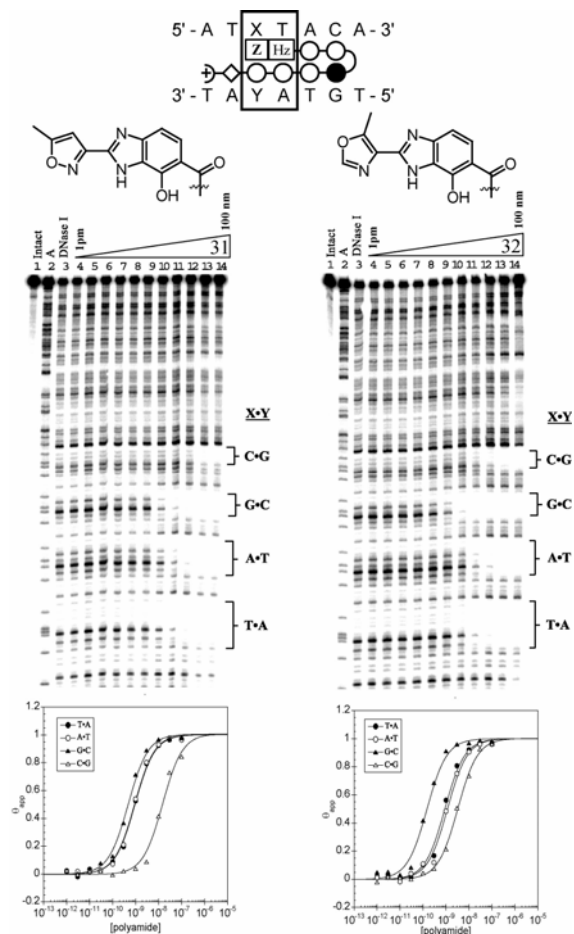 5'- A T X T A C A-3'
Z Hz
+
3'- T A Y A T G T-5'
N OH O
O N N H
N OH O
O N N H
Intact A DNase I 1pm 100 nm 31
1 2 3 4 5 6 7 8 9 10 11 12 13 14
X•Y
C•G
G•C
A•T
T•A
Intact A DNase I 1pm 100 nm 32
1 2 3 4 5 6 7 8 9 10 11 12 13 14
X•Y
C•G
G•C
A•T
T•A
T•A
A•T
G•C
C•G
Θapp
1
0.8
0.6
0.4
0.2
0
-0.2
10⁻¹³ 10⁻¹² 10⁻¹¹ 10⁻¹⁰ 10⁻⁹ 10⁻⁸ 10⁻⁷ 10⁻⁶ 10⁻⁵
[polyamide]
T•A
A•T
G•C
C•G
Θapp
1
0.8
0.6
0.4
0.2
0
-0.2
10⁻¹³ 10⁻¹² 10⁻¹¹ 10⁻¹⁰ 10⁻⁹ 10⁻⁸ 10⁻⁷ 10⁻⁶ 10⁻⁵
[polyamide]